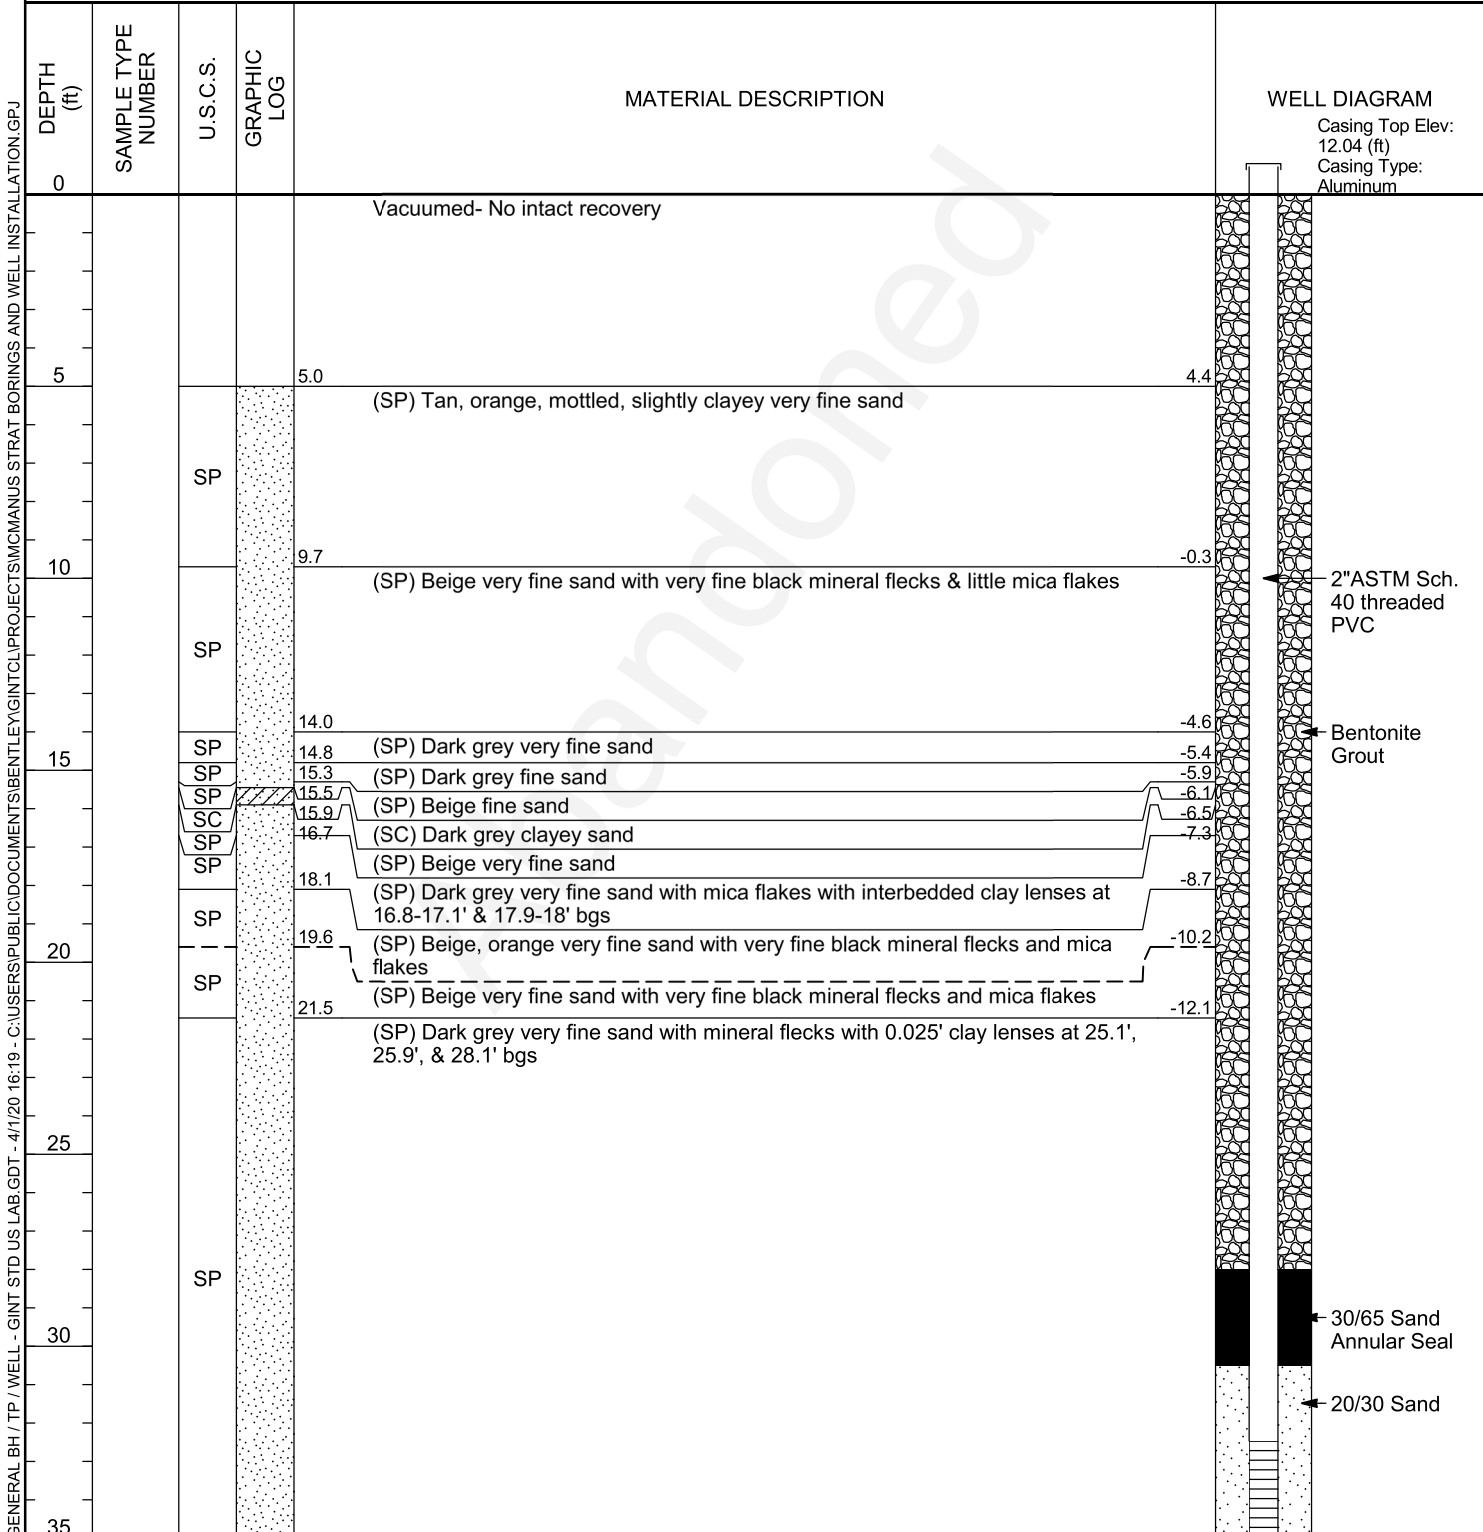 DEPTH
(ft)
SAMPLE TYPE
NUMBER
U.S.C.S.
GRAPHIC
LOG
MATERIAL DESCRIPTION
WELL DIAGRAM
Casing Top Elev:
12.04 (ft)
Casing Type:
Aluminum
0
Vacuumed- No intact recovery
5
5.0
4.4
(SP) Tan, orange, mottled, slightly clayey very fine sand
SP
9.7
-0.3
10
(SP) Beige very fine sand with very fine black mineral flecks & little mica flakes
2"ASTM Sch.
40 threaded
PVC
SP
14.0
-4.6
SP
(SP) Dark grey very fine sand
Bentonite
Grout
15
14.8
-5.4
SP
(SP) Dark grey fine sand
15.3
-5.9
SP
15.5
(SP) Beige fine sand
-6.1
SC
15.9
(SC) Dark grey clayey sand
-6.5
SP
16.7
(SP) Beige very fine sand
-7.3
SP
18.1
-8.7
(SP) Dark grey very fine sand with mica flakes with interbedded clay lenses at
16.8-17.1' & 17.9-18' bgs
SP
19.6
-10.2
20
(SP) Beige, orange very fine sand with very fine black mineral flecks and mica
flakes
SP
(SP) Beige very fine sand with very fine black mineral flecks and mica flakes
21.5
-12.1
(SP) Dark grey very fine sand with mineral flecks with 0.025' clay lenses at 25.1',
25.9', & 28.1' bgs
25
SP
30
30/65 Sand
Annular Seal
20/30 Sand
35
GENERAL BH / TP / WELL - GINT STD US LAB.GDT - 4/1/20 16:19 - C:\USERS\PUBLIC\DOCUMENTS\BENTLEY\GINTCL\PROJECTS\MCMANUS STRAT BORINGS AND WELL INSTALLATION.GPJ
Abandoned